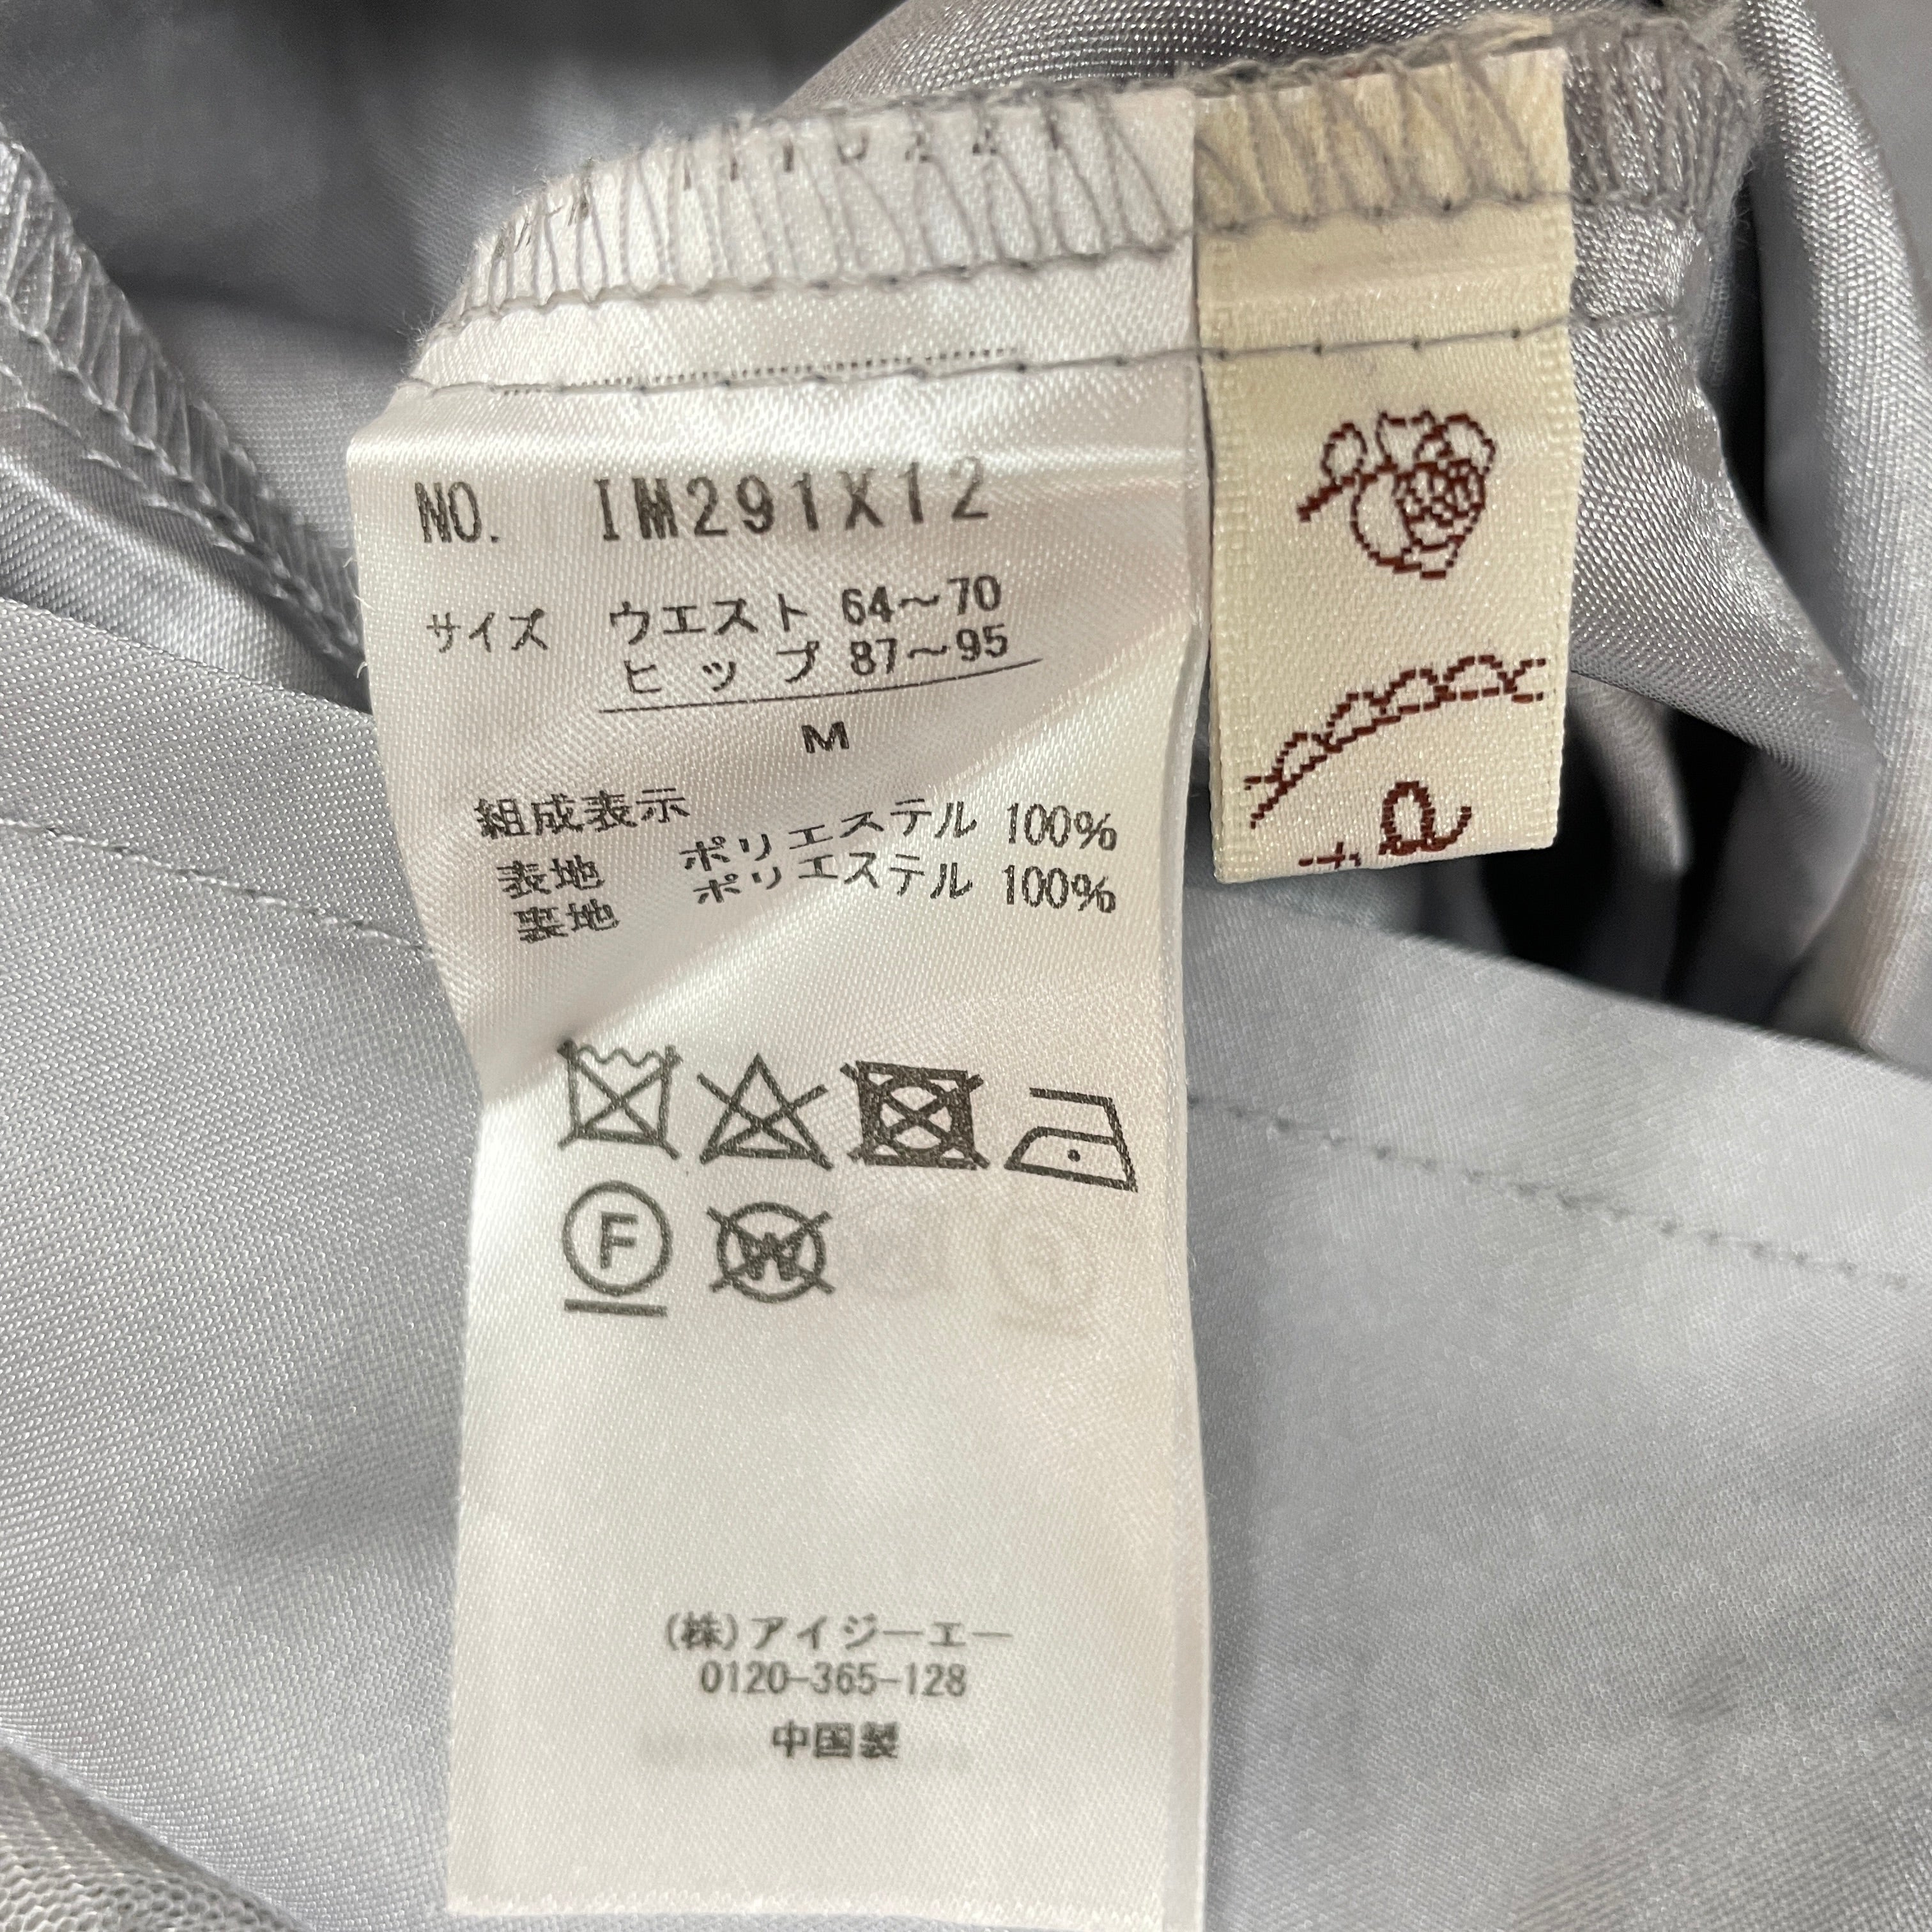 NO. IM291X12
サイズ ウエスト 64～70
ヒップ 87～95
M
組成表示
表地 ポリエステル 100%
裏地 ポリエステル 100%
F
W
(株)アイジーエー
0120-365-128
中国製